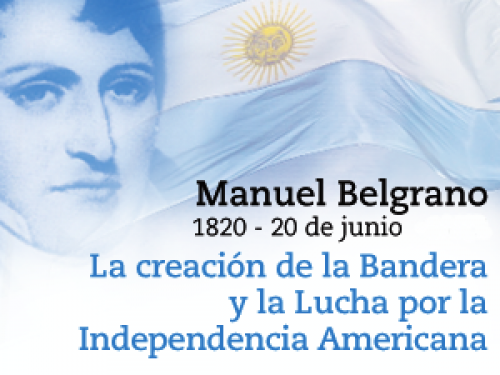 Manuel Belgrano
1820 - 20 de junio
La creación de la Bandera
y la Lucha por la
Independencia Americana